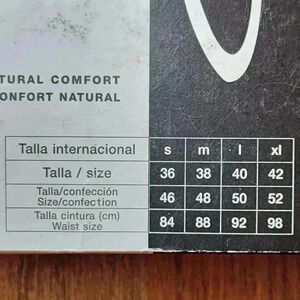 TURAL COMFORT
ONFORT NATURAL
Talla internacional s m l xl
Talla / size 36 38 40 42
Talla/confección
Size/confection 46 48 50 52
Talla cintura (cm)
Waist size 84 88 92 98